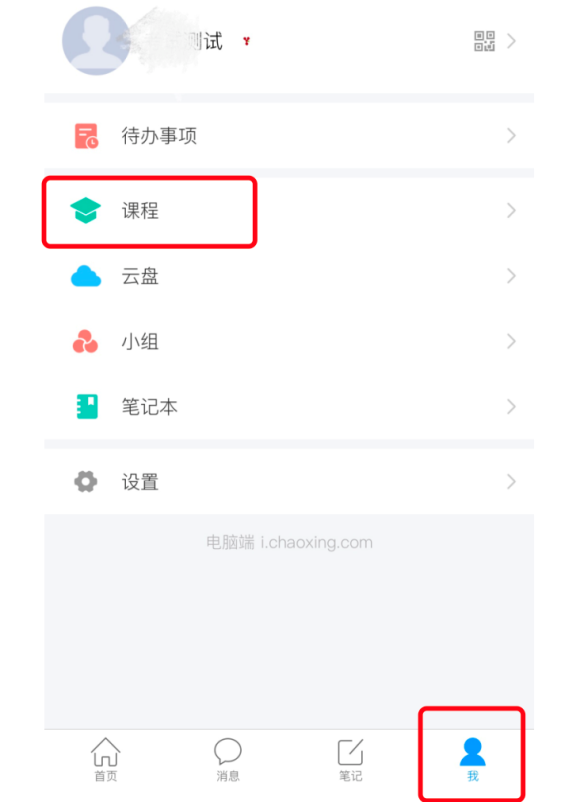 测试
待办事项
课程
云盘
小组
笔记本
设置
电脑端 i.chaoxing.com
首页
消息
笔记
我